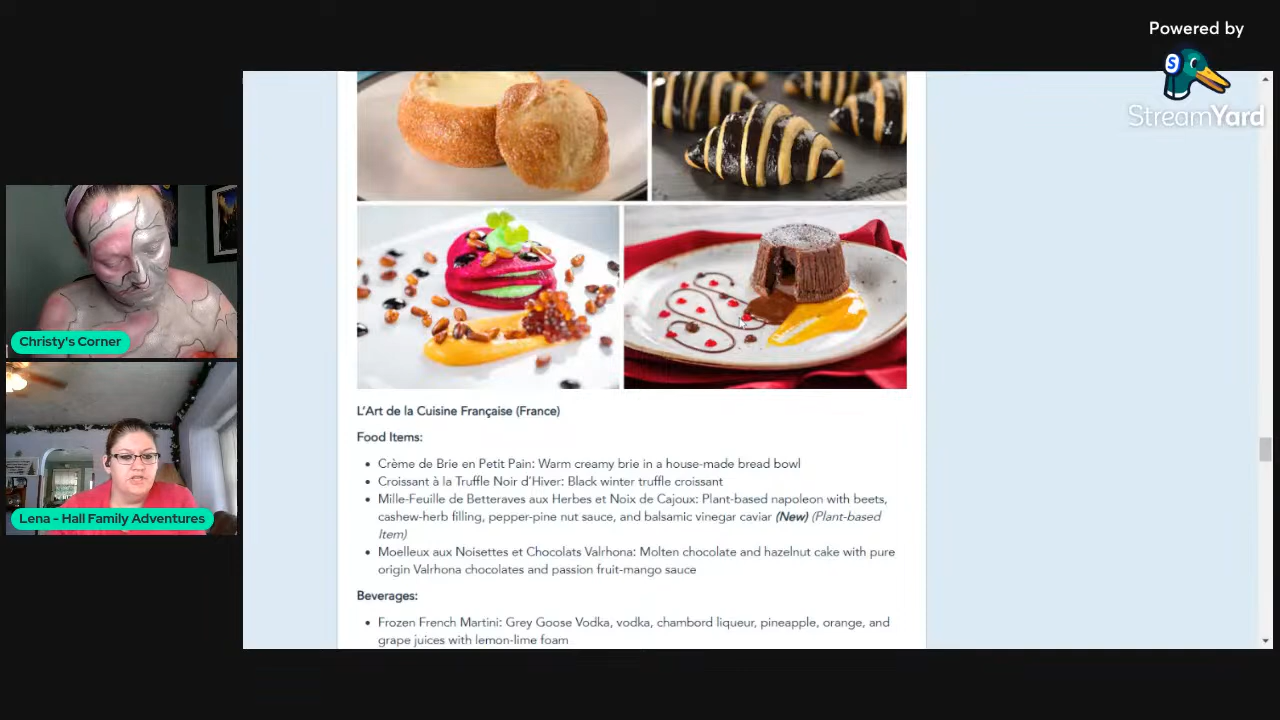 Powered by
S
StreamYard
Christy's Corner
Lena - Hall Family Adventures
L'Art de la Cuisine Française (France)
Food Items:
• Crème de Brie en Petit Pain: Warm creamy brie in a house-made bread bowl
• Croissant à la Truffle Noir d'Hiver: Black winter truffle croissant
• Mille-Feuille de Betteraves aux Herbes et Noix de Cajoux: Plant-based napoleon with beets,
cashew-herb filling, pepper-pine nut sauce, and balsamic vinegar caviar (New) (Plant-based
Item)
• Moelleux aux Noisettes et Chocolats Valrhona: Molten chocolate and hazelnut cake with pure
origin Valrhona chocolates and passion fruit-mango sauce
Beverages:
• Frozen French Martini: Grey Goose Vodka, vodka, chambord liqueur, pineapple, orange, and
grape juices with lemon-lime foam